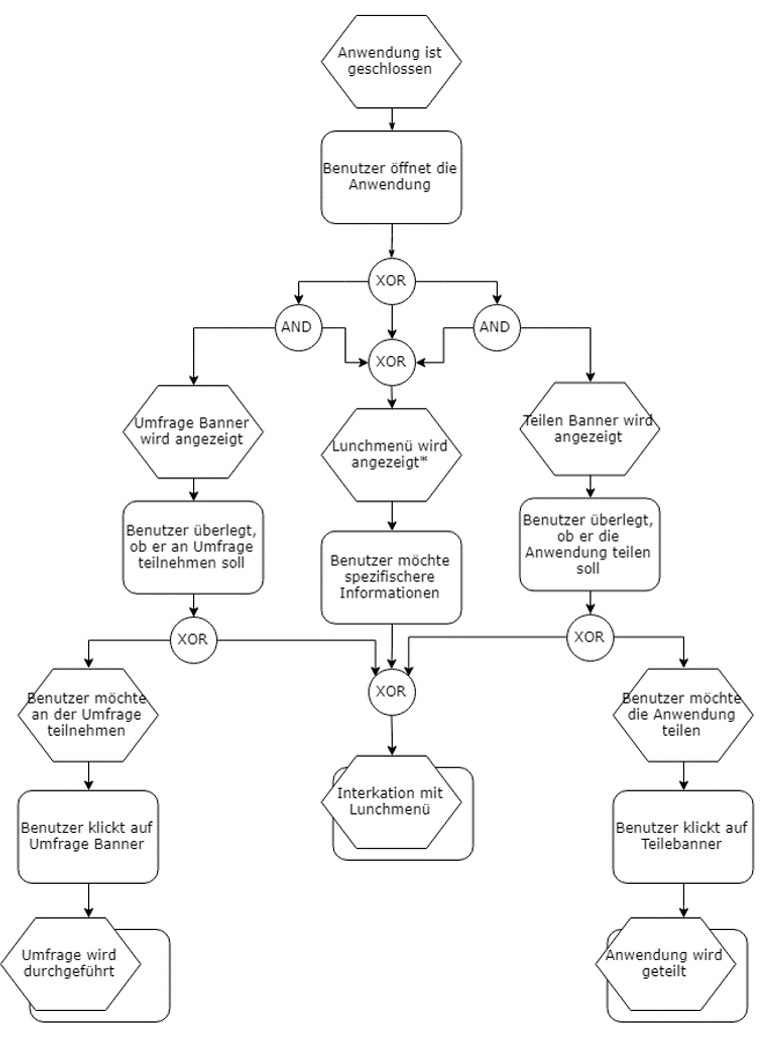 Anwendung ist
geschlossen
Benutzer öffnet die
Anwendung
XOR
AND
AND
XOR
Umfrage Banner
wird angezeigt
Lunchmenü wird
angezeigt*
Teilen Banner wird
angezeigt
Benutzer überlegt,
ob er an Umfrage
teilnehmen soll
Benutzer möchte
spezifischere
Informationen
Benutzer überlegt,
ob er die
Anwendung teilen
soll
XOR
XOR
XOR
Benutzer möchte
an der Umfrage
teilnehmen
Benutzer möchte
die Anwendung
teilen
Interkation mit
Lunchmenü
Benutzer klickt auf
Umfrage Banner
Benutzer klickt auf
Teilebanner
Umfrage wird
durchgeführt
Anwendung wird
geteilt